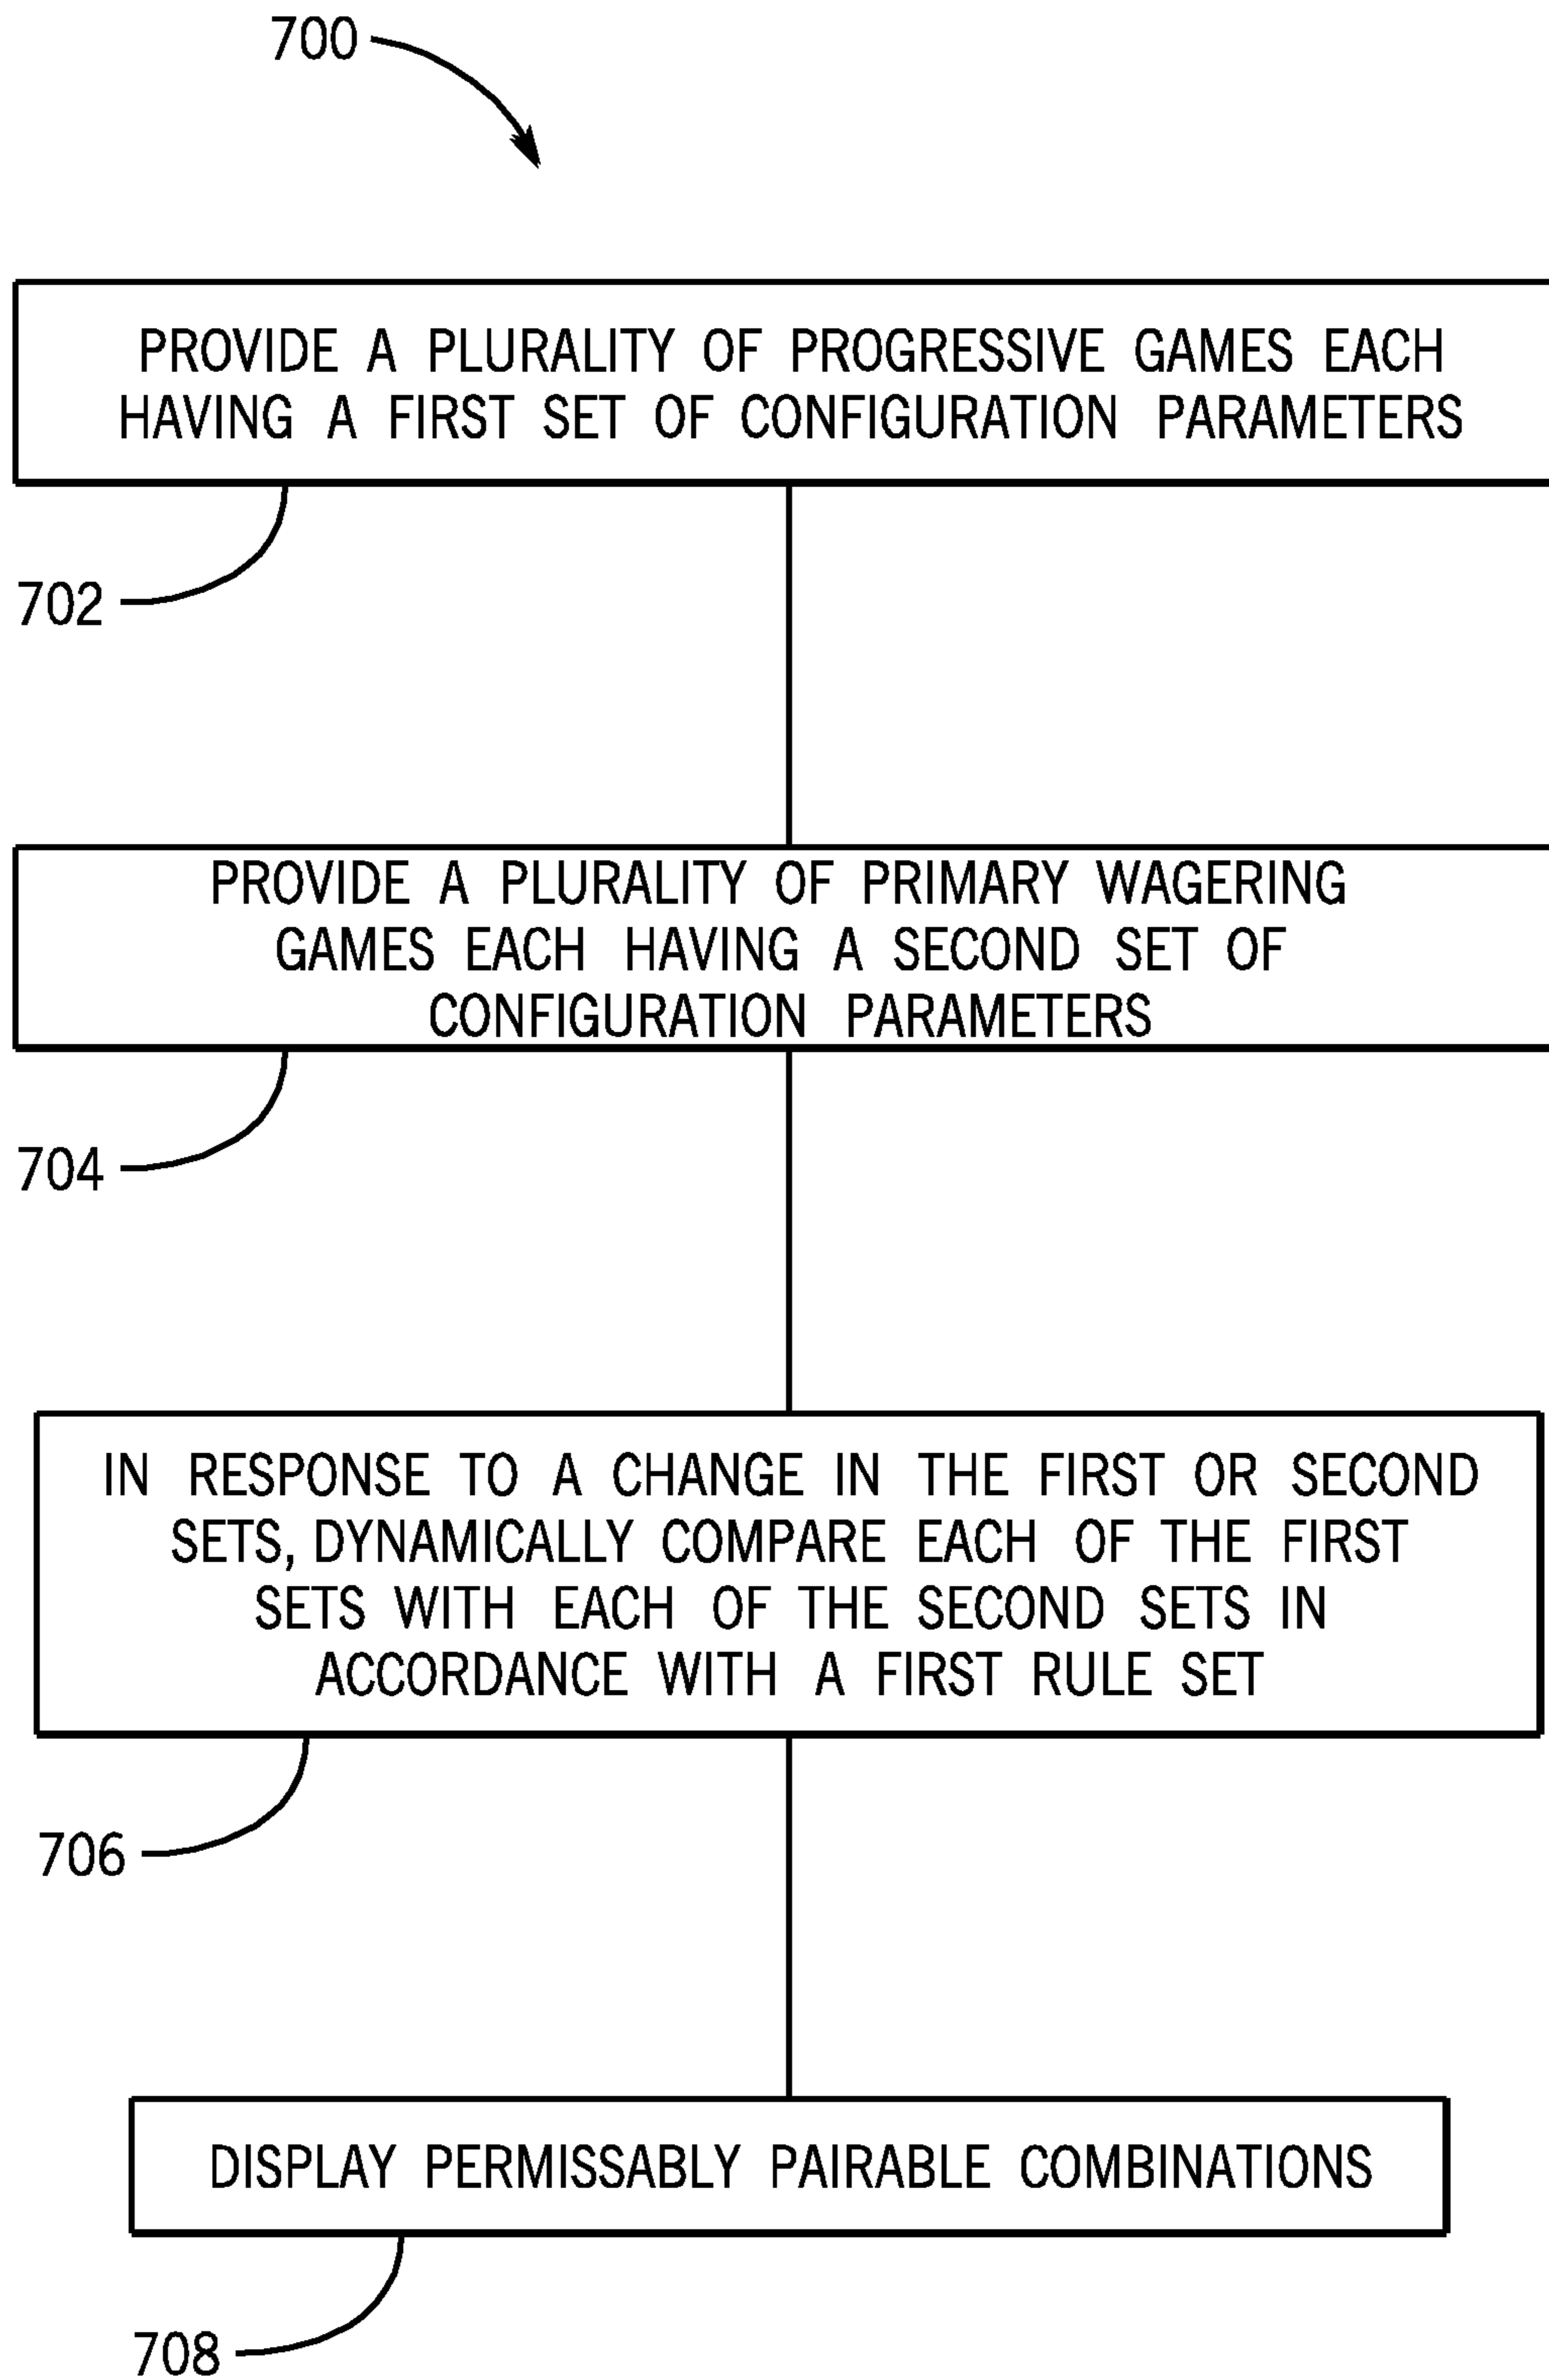 700
PROVIDE A PLURALITY OF PROGRESSIVE GAMES EACH
HAVING A FIRST SET OF CONFIGURATION PARAMETERS
702
PROVIDE A PLURALITY OF PRIMARY WAGERING
GAMES EACH HAVING A SECOND SET OF
CONFIGURATION PARAMETERS
704
IN RESPONSE TO A CHANGE IN THE FIRST OR SECOND
SETS, DYNAMICALLY COMPARE EACH OF THE FIRST
SETS WITH EACH OF THE SECOND SETS IN
ACCORDANCE WITH A FIRST RULE SET
706
DISPLAY PERMISSABLY PAIRABLE COMBINATIONS
708